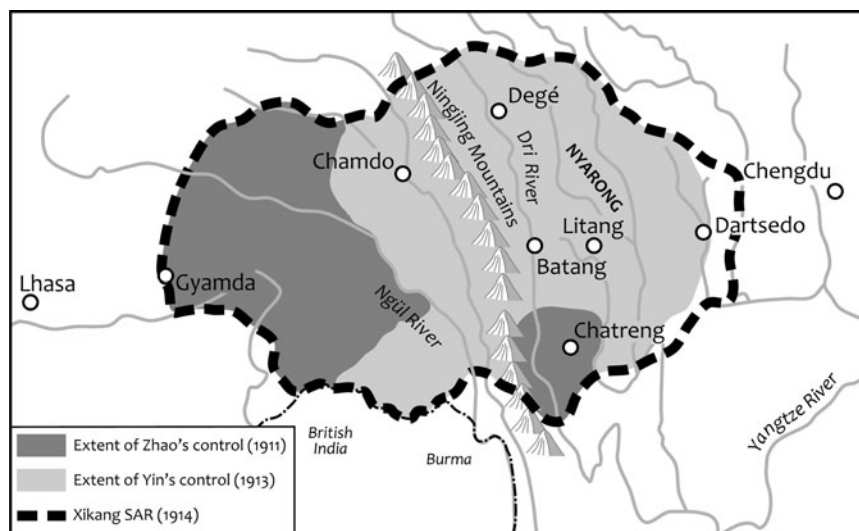 Degé
Ningjing Mountains
Dri River
NYARONG
Chamdo
Chengdu
Litang
Dartsedo
Batang
Lhasa
Gyamda
Ngül River
Chatreng
Yangtze River
British
India
Burma
Extent of Zhao's control (1911)
Extent of Yin's control (1913)
Xikang SAR (1914)